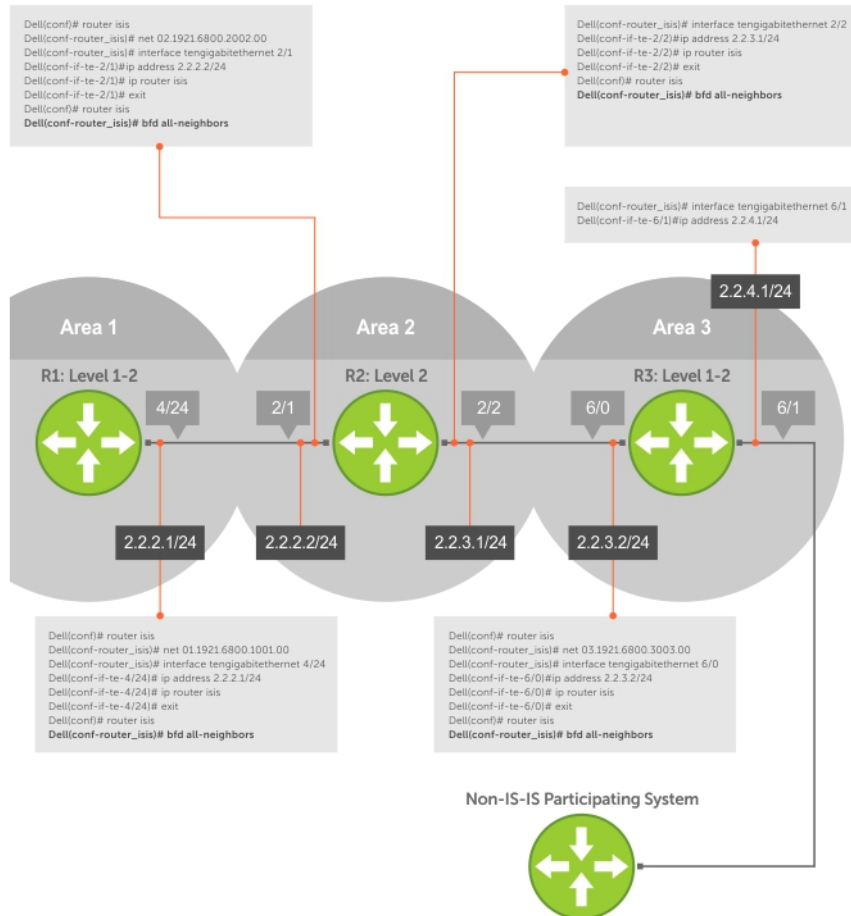 Dell(conf)# router isis
Dell(conf-router_isis)# net 02.1921.6800.2002.00
Dell(conf-router_isis)# interface tengigabitethernet 2/1
Dell(conf-if-te-2/1)#ip address 2.2.2.2/24
Dell(conf-if-te-2/1)# ip router isis
Dell(conf-if-te-2/1)# exit
Dell(conf)# router isis
Dell(conf-router_isis)# bfd all-neighbors
Dell(conf-router_isis)# interface tengigabitethernet 2/2
Dell(conf-if-te-2/2)#ip address 2.2.3.1/24
Dell(conf-if-te-2/2)# ip router isis
Dell(conf-if-te-2/2)# exit
Dell(conf)# router isis
Dell(conf-router_isis)# bfd all-neighbors
Dell(conf-router_isis)# interface tengigabitethernet 6/1
Dell(conf-if-te-6/1)#ip address 2.2.4.1/24
2.2.4.1/24
Area 1
Area 2
Area 3
R1: Level 1-2
R2: Level 2
R3: Level 1-2
4/24
2/1
2/2
6/0
6/1
2.2.2.1/24
2.2.2.2/24
2.2.3.1/24
2.2.3.2/24
Dell(conf)# router isis
Dell(conf-router_isis)# net 01.1921.6800.1001.00
Dell(conf-router_isis)# interface tengigabitethernet 4/24
Dell(conf-if-te-4/24)# ip address 2.2.2.1/24
Dell(conf-if-te-4/24)# ip router isis
Dell(conf-if-te-4/24)# exit
Dell(conf)# router isis
Dell(conf-router_isis)# bfd all-neighbors
Dell(conf)# router isis
Dell(conf-router_isis)# net 03.1921.6800.3003.00
Dell(conf-router_isis)# interface tengigabitethernet 6/0
Dell(conf-if-te-6/0)#ip address 2.2.3.2/24
Dell(conf-if-te-6/0)# ip router isis
Dell(conf-if-te-6/0)# exit
Dell(conf)# router isis
Dell(conf-router_isis)# bfd all-neighbors
Non-IS-IS Participating System